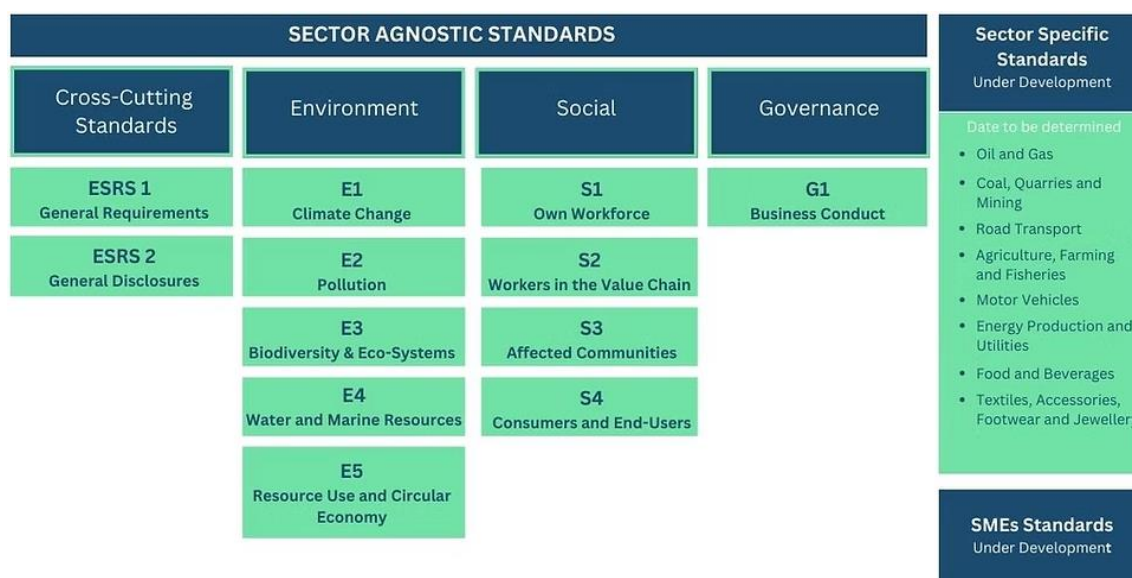 SECTOR AGNOSTIC STANDARDS
Cross-Cutting
Standards
ESRS 1
General Requirements
ESRS 2
General Disclosures
Environment
E1
Climate Change
E2
Pollution
E3
Biodiversity & Eco-Systems
E4
Water and Marine Resources
E5
Resource Use and Circular
Economy
Social
S1
Own Workforce
S2
Workers in the Value Chain
S3
Affected Communities
S4
Consumers and End-Users
Governance
G1
Business Conduct
Sector Specific
Standards
Under Development
Date to be determined
• Oil and Gas
• Coal, Quarries and
Mining
• Road Transport
• Agriculture, Farming
and Fisheries
• Motor Vehicles
• Energy Production and
Utilities
• Food and Beverages
• Textiles, Accessories,
Footwear and Jewellery
SMEs Standards
Under Development